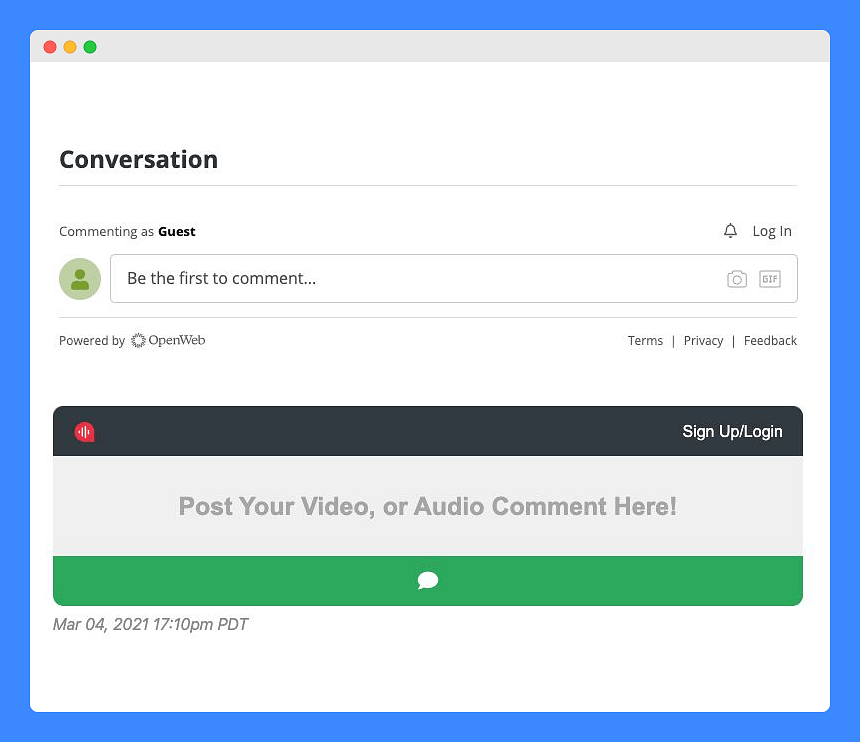 Conversation
Commenting as Guest
Log In
Be the first to comment...
GIF
Powered by OpenWeb
Terms | Privacy | Feedback
Sign Up/Login
Post Your Video, or Audio Comment Here!
Mar 04, 2021 17:10pm PDT